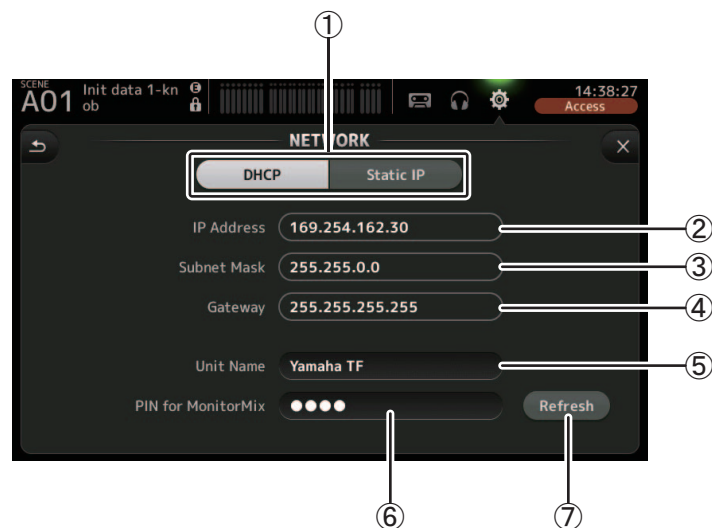 ①
SCENE
A01 Init data 1-kn ob E
14:38:27
Access
NETWORK
DHCP Static IP
IP Address 169.254.162.30 ②
Subnet Mask 255.255.0.0 ③
Gateway 255.255.255.255 ④
Unit Name Yamaha TF ⑤
PIN for MonitorMix ●●●● Refresh
⑥ ⑦